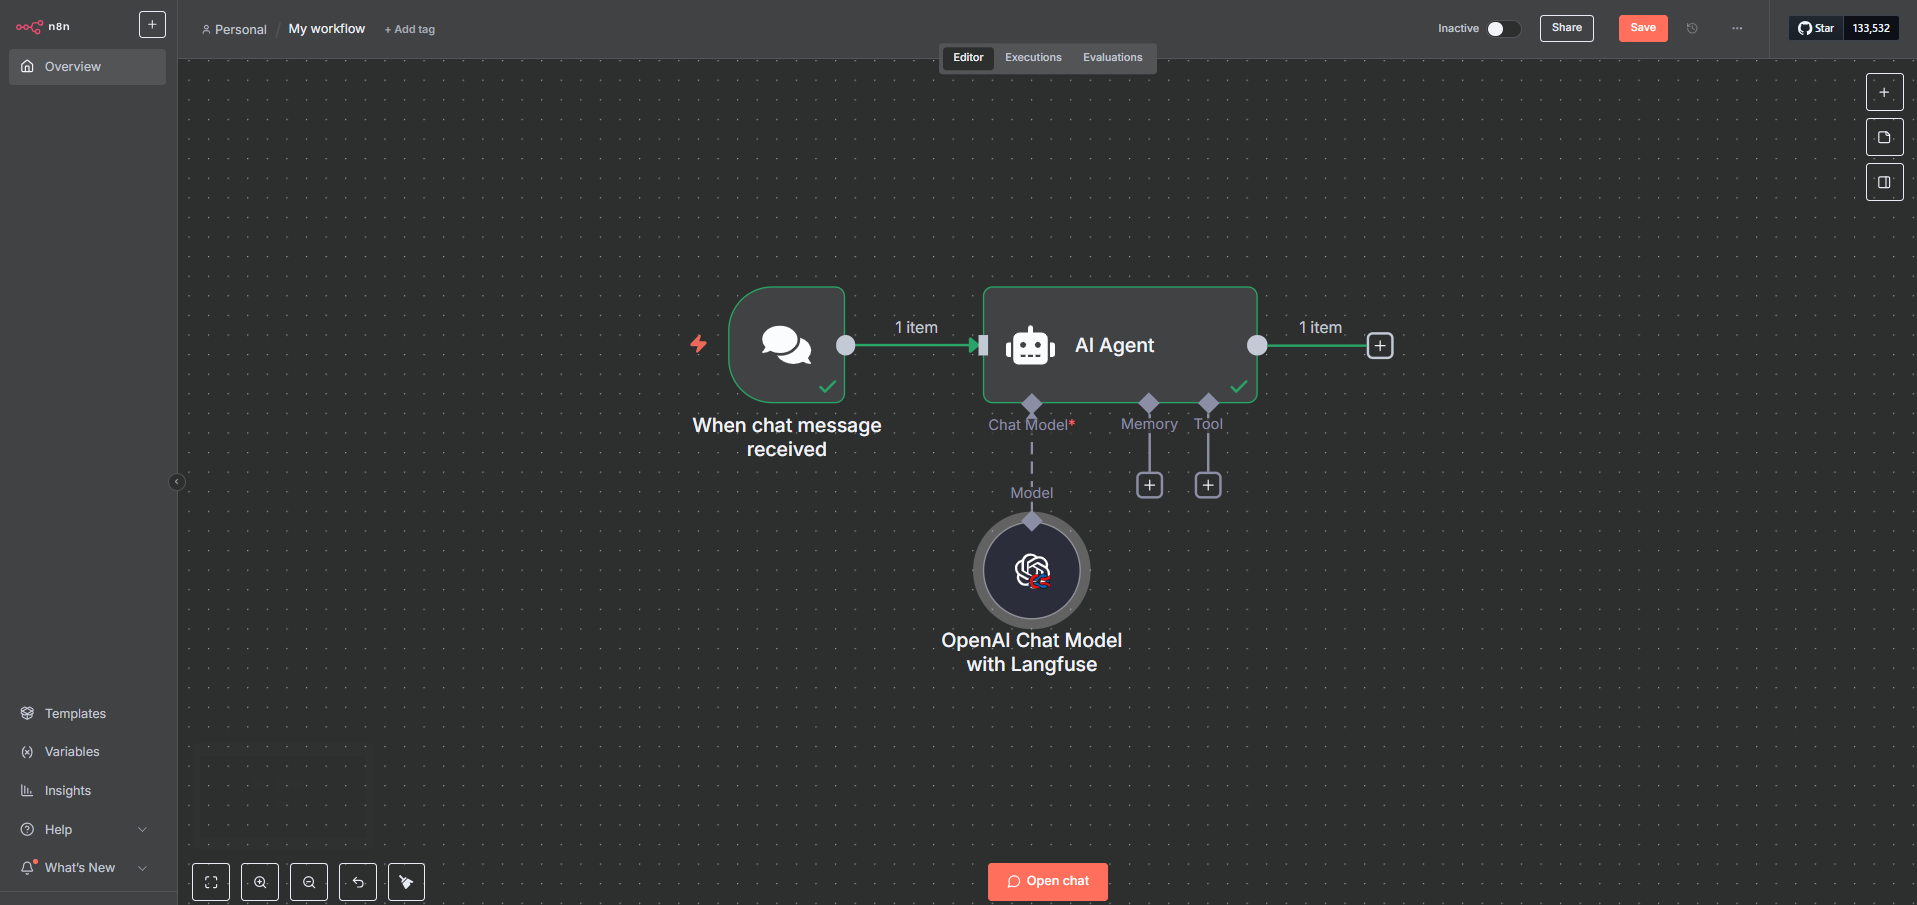 n8n
Personal / My workflow + Add tag
Inactive
Share
Save
Star 133,532
Overview
Editor Executions Evaluations
1 item
AI Agent
1 item
When chat message
received
Chat Model*
Memory
Tool
Model
OpenAI Chat Model
with Langfuse
Templates
Variables
Insights
Help
What's New
Open chat